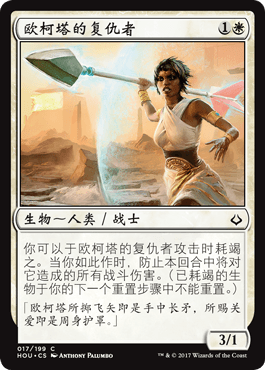 欧柯塔的复仇者 1
生物~人类／战士
你可以于欧柯塔的复仇者攻击时耗竭
之。当你如此作时，防止本回合中将对
它造成的所有战斗伤害。（已耗竭的生
物于你的下一个重置步骤中不能重置。）
「欧柯塔所掷飞矢即是手中长矛，所赐关
爱即是周身护罩。」
3/1
017/199 C
HOU • CS ANTHONY PALUMBO
™ & © 2017 Wizards of the Coast